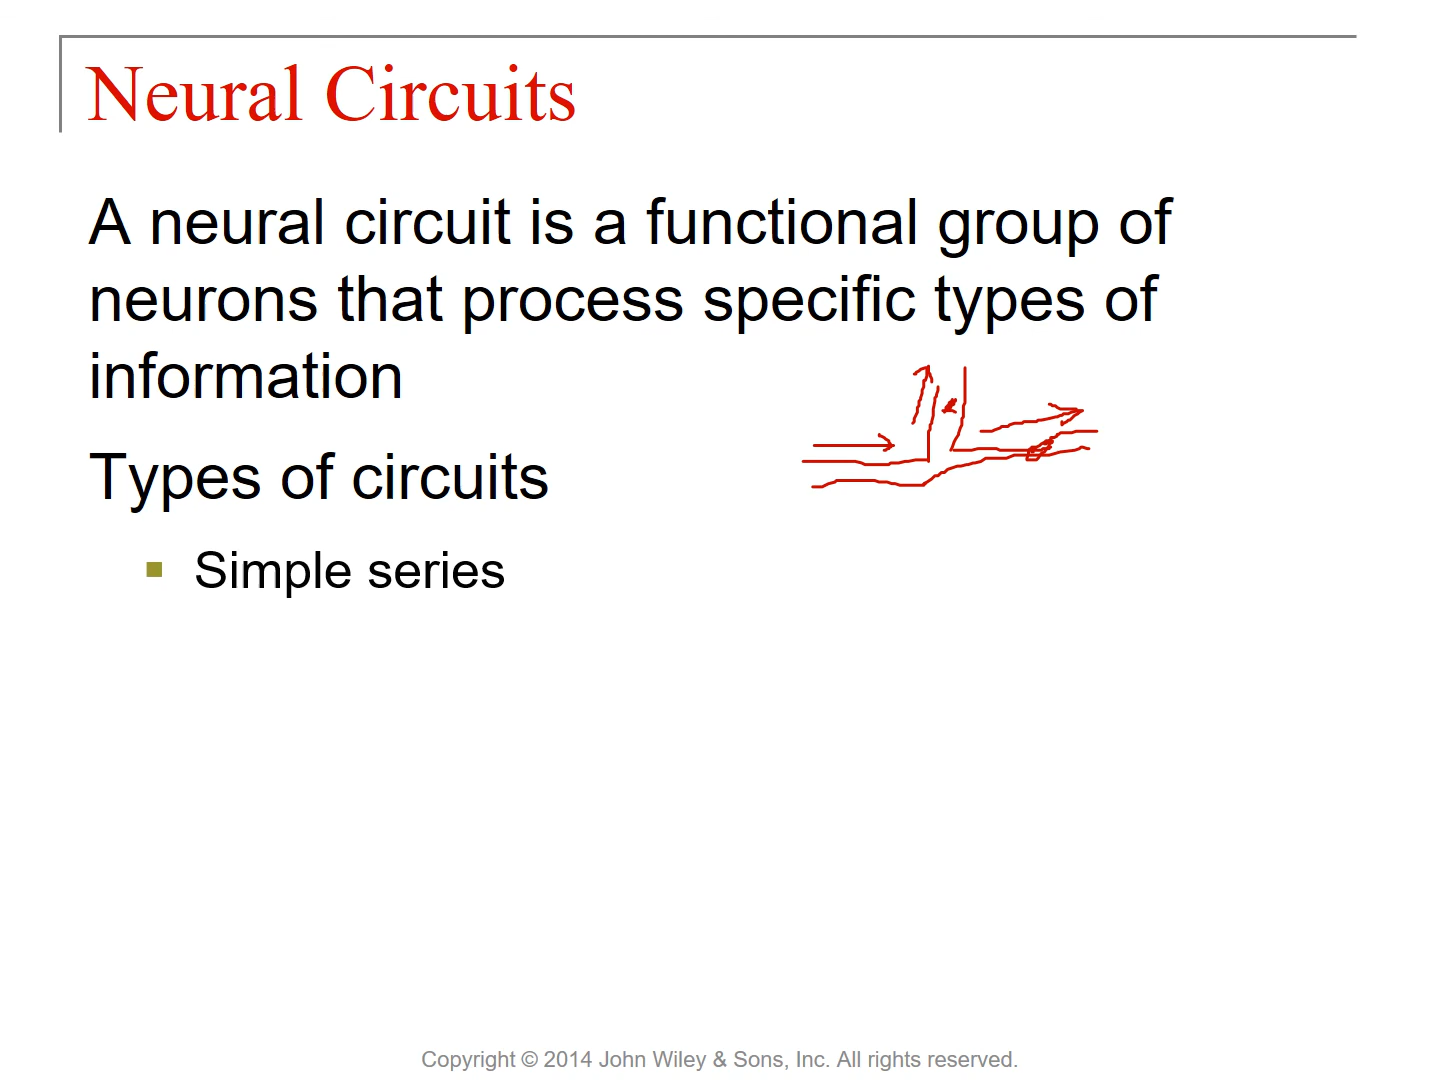 Neural Circuits
A neural circuit is a functional group of
neurons that process specific types of
information
Types of circuits
Simple series
Copyright © 2014 John Wiley & Sons, Inc. All rights reserved.